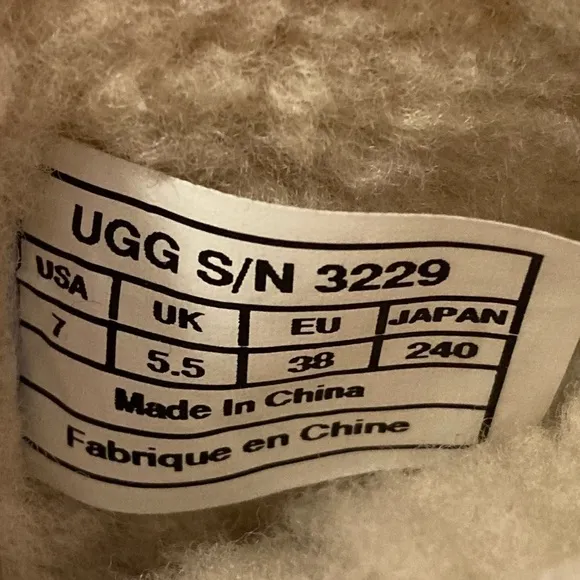 UGG S/N 3229
USA UK EU JAPAN
7 5.5 38 240
Made In China
Fabrique en Chine